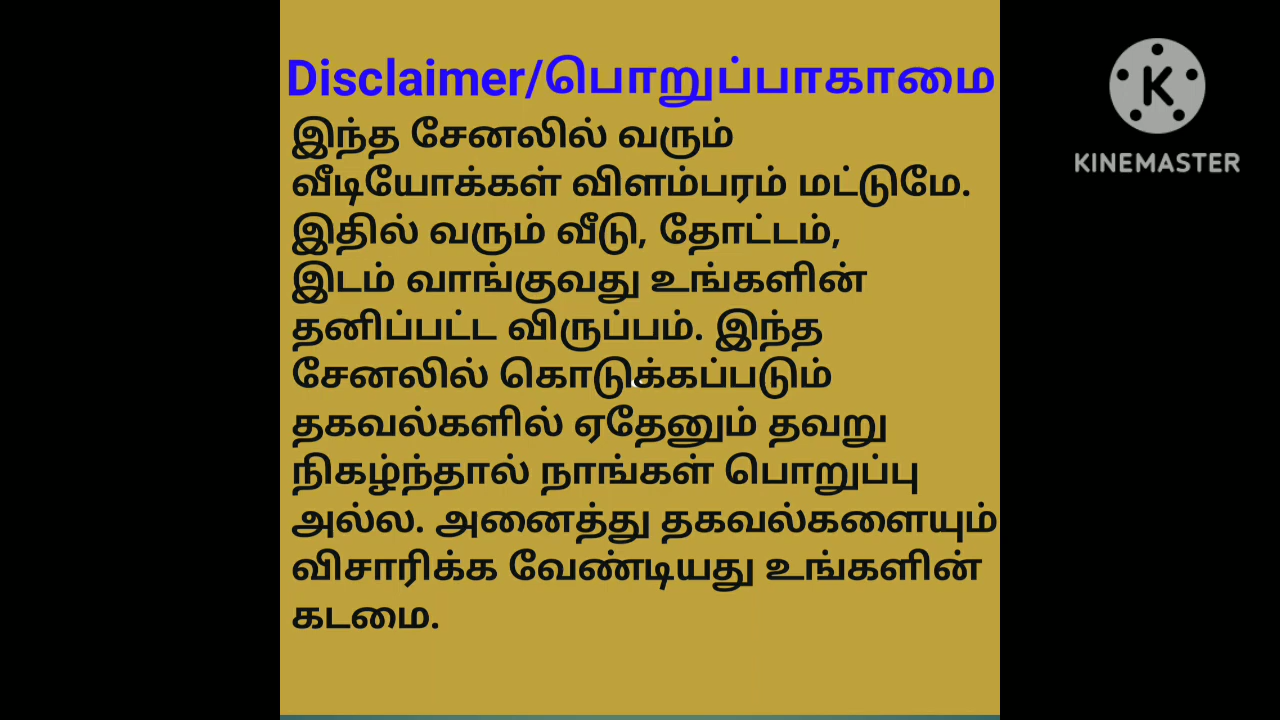 Disclaimer/பொறுப்பாகாமை
இந்த சேனலில் வரும்
வீடியோக்கள் விளம்பரம் மட்டுமே.
இதில் வரும் வீடு, தோட்டம்,
இடம் வாங்குவது உங்களின்
தனிப்பட்ட விருப்பம். இந்த
சேனலில் கொடுக்கப்படும்
தகவல்களில் ஏதேனும் தவறு
நிகழ்ந்தால் நாங்கள் பொறுப்பு
அல்ல. அனைத்து தகவல்களையும்
விசாரிக்க வேண்டியது உங்களின்
கடமை.
K
KINEMASTER